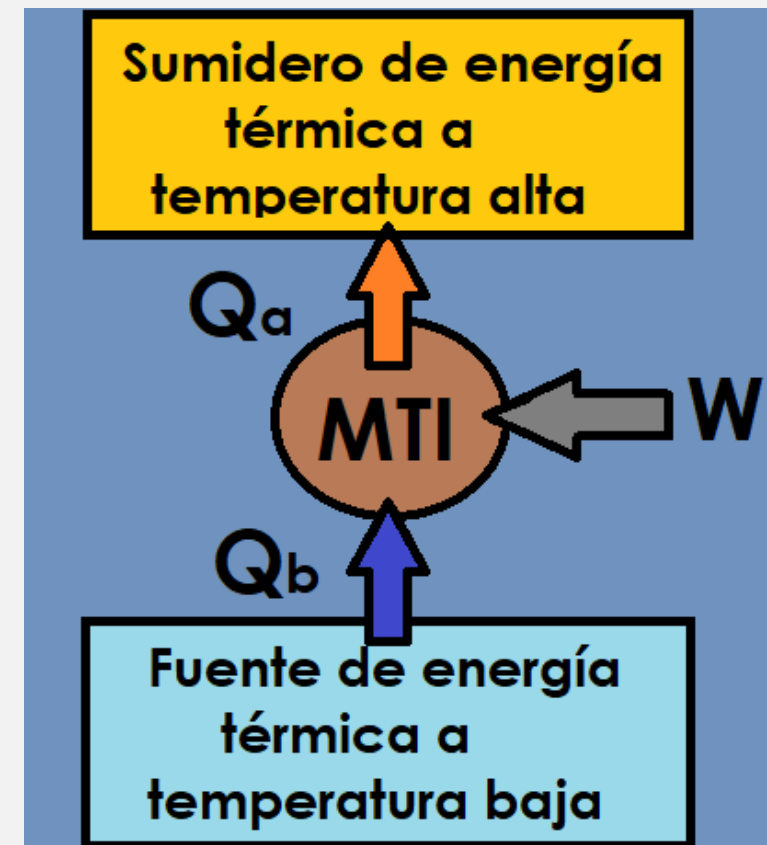 Sumidero de energía
térmica a
temperatura alta
Qa
MTI
W
Qb
Fuente de energía
térmica a
temperatura baja